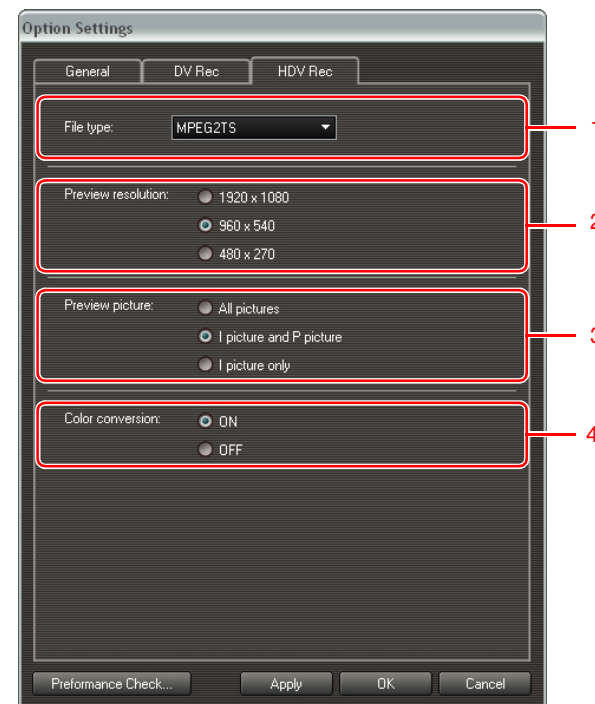 Option Settings
General DV Rec HDV Rec
File type: MPEG2TS
1
Preview resolution: 1920 x 1080
960 x 540
2
480 x 270
Preview picture: All pictures
I picture and P picture
3
I picture only
Color conversion: ON
4
OFF
Preformance Check... Apply OK Cancel